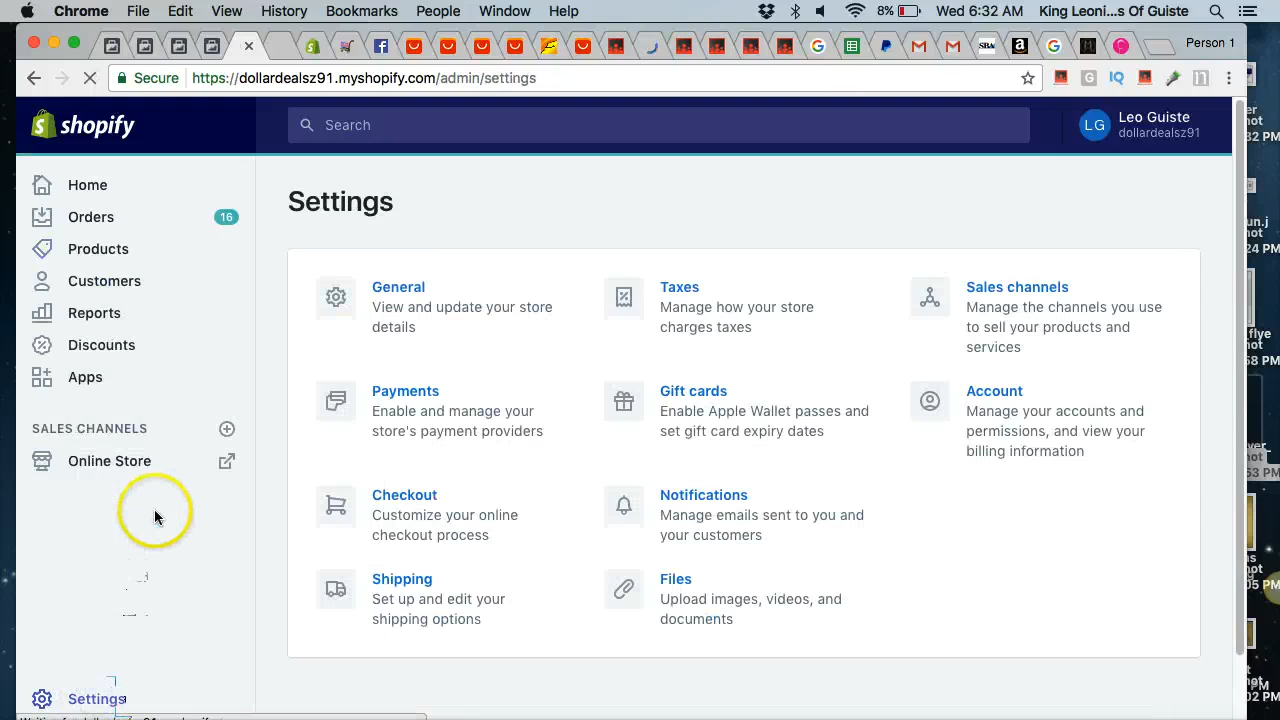 Chrome File Edit View History Bookmarks People Window Help 8% Wed 6:32 AM King Leoni...s Of Guiste
Person 1
Secure https://dollardealsz91.myshopify.com/admin/settings
shopify
Search
LG
Leo Guiste
dollardealsz91
Home
Orders 16
Products
Customers
Reports
Discounts
Apps
SALES CHANNELS
Online Store
Settings
Settings
General
View and update your store
details
Taxes
Manage how your store
charges taxes
Sales channels
Manage the channels you use
to sell your products and
services
Payments
Enable and manage your
store's payment providers
Gift cards
Enable Apple Wallet passes and
set gift card expiry dates
Account
Manage your accounts and
permissions, and view your
billing information
Checkout
Customize your online
checkout process
Notifications
Manage emails sent to you and
your customers
Shipping
Set up and edit your
shipping options
Files
Upload images, videos, and
documents